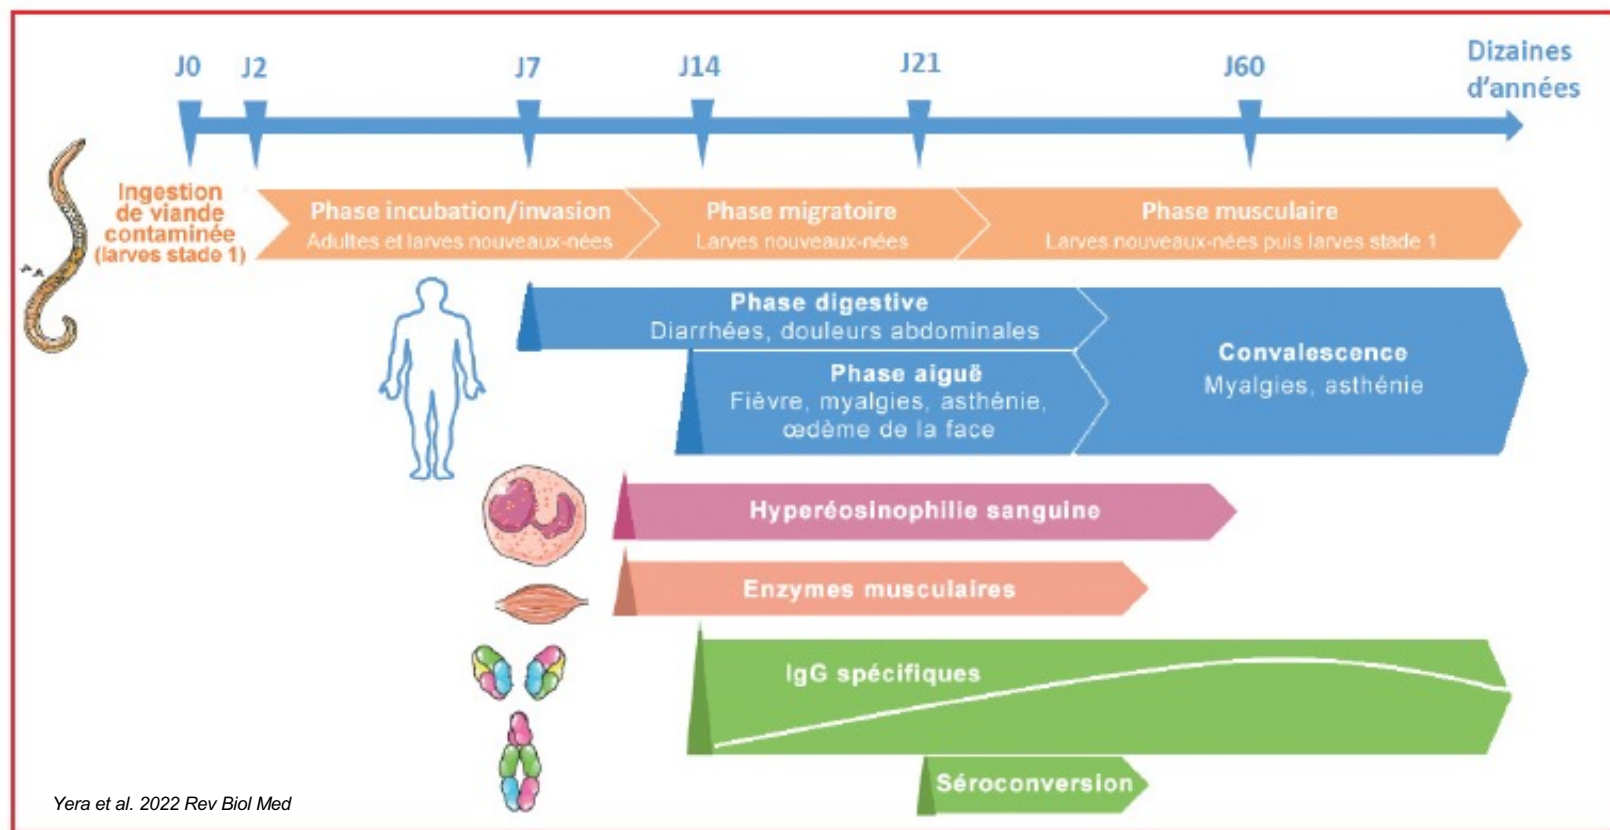 J0 J2 J7 J14 J21 J60 Dizaines
d'années
Ingestion
de viande
contaminée
(larves stade 1)
Phase incubation/invasion
Adultes et larves nouveaux-nées
Phase migratoire
Larves nouveaux-nées
Phase musculaire
Larves nouveaux-nées puis larves stade 1
Phase digestive
Diarrhées, douleurs abdominales
Phase aiguë
Fièvre, myalgies, asthénie,
œdème de la face
Convalescence
Myalgies, asthénie
Hyperéosinophilie sanguine
Enzymes musculaires
IgG spécifiques
Séroconversion
Yera et al. 2022 Rev Biol Med